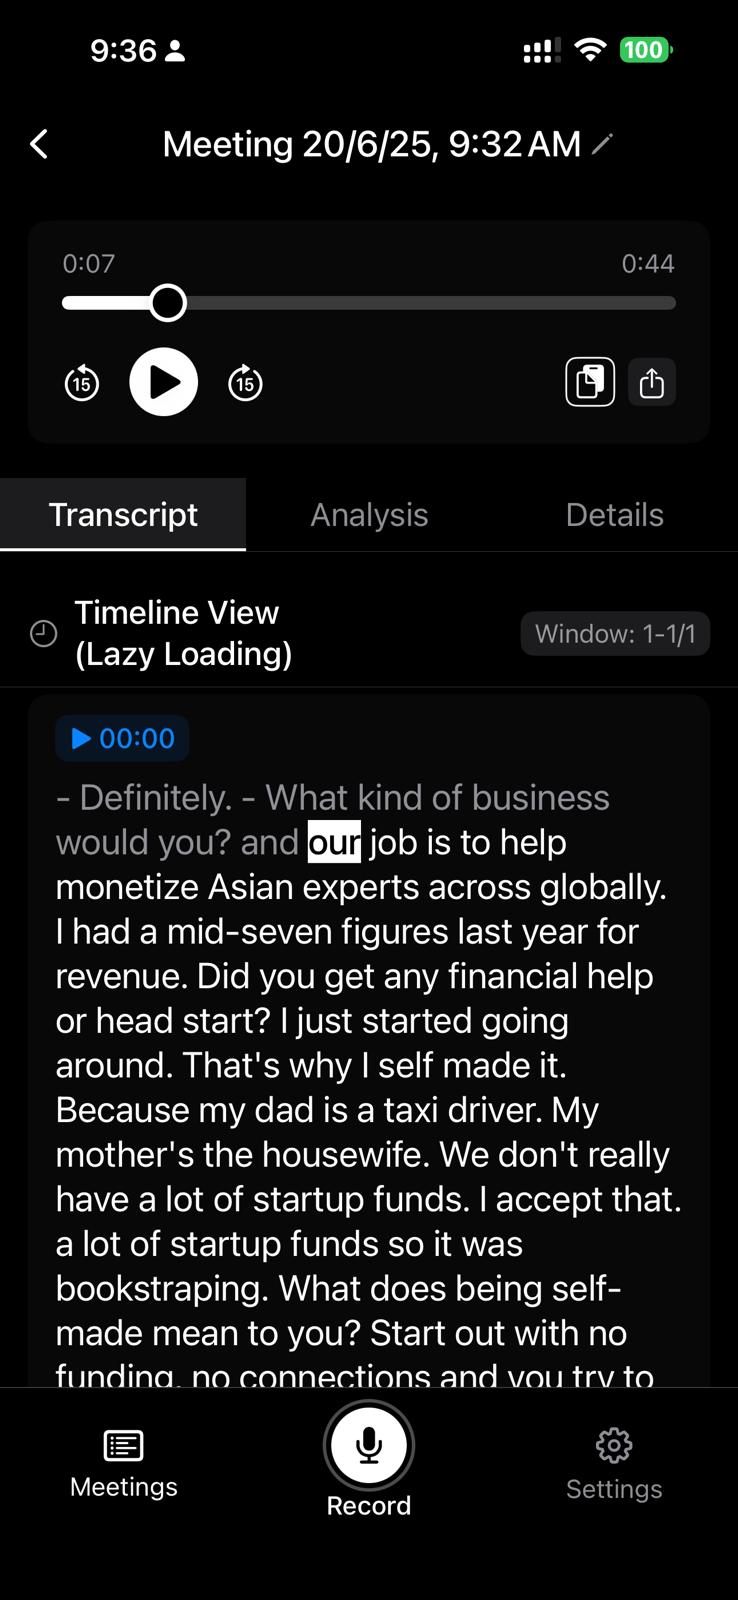 9:36
100
Meeting 20/6/25, 9:32 AM
0:07
0:44
15
15
Transcript
Analysis
Details
Timeline View
(Lazy Loading)
Window: 1-1/1
00:00
- Definitely. - What kind of business
would you? and our job is to help
monetize Asian experts across globally.
I had a mid-seven figures last year for
revenue. Did you get any financial help
or head start? I just started going
around. That's why I self made it.
Because my dad is a taxi driver. My
mother's the housewife. We don't really
have a lot of startup funds. I accept that.
a lot of startup funds so it was
bookstraping. What does being self-
made mean to you? Start out with no
funding, no connections and you try to
Meetings
Record
Settings